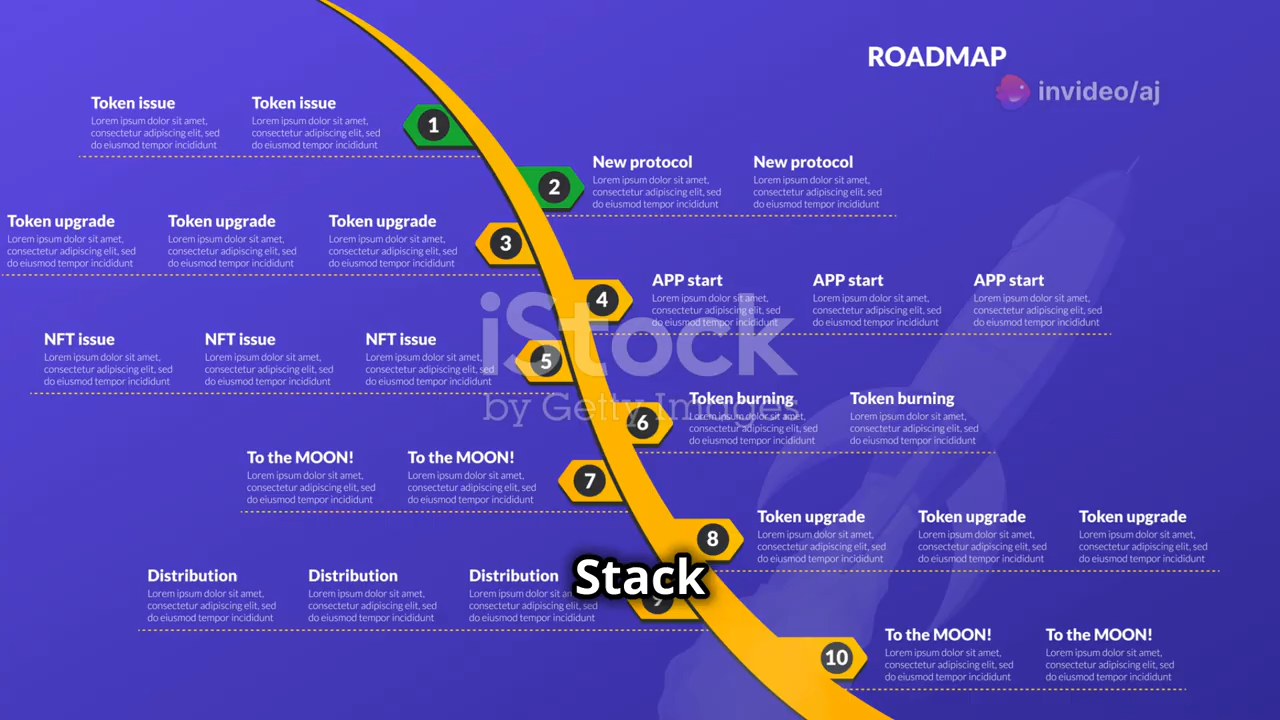 ROADMAP
invideo/aj
Token issue
Lorem ipsum dolor sit amet,
consectetur adipiscing elit, sed
do eiusmod tempor incididunt
Token issue
Lorem ipsum dolor sit amet,
consectetur adipiscing elit, sed
do eiusmod tempor incididunt
1
2
New protocol
Lorem ipsum dolor sit amet,
consectetur adipiscing elit, sed
do eiusmod tempor incididunt
New protocol
Lorem ipsum dolor sit amet,
consectetur adipiscing elit, sed
do eiusmod tempor incididunt
Token upgrade
Lorem ipsum dolor sit amet,
consectetur adipiscing elit, sed
do eiusmod tempor incididunt
Token upgrade
Lorem ipsum dolor sit amet,
consectetur adipiscing elit, sed
do eiusmod tempor incididunt
Token upgrade
Lorem ipsum dolor sit amet,
consectetur adipiscing elit, sed
do eiusmod tempor incididunt
3
4
APP start
Lorem ipsum dolor sit amet,
consectetur adipiscing elit, sed
do eiusmod tempor incididunt
APP start
Lorem ipsum dolor sit amet,
consectetur adipiscing elit, sed
do eiusmod tempor incididunt
APP start
Lorem ipsum dolor sit amet,
consectetur adipiscing elit, sed
do eiusmod tempor incididunt
iStock
by Getty Images
NFT issue
Lorem ipsum dolor sit amet,
consectetur adipiscing elit, sed
do eiusmod tempor incididunt
NFT issue
Lorem ipsum dolor sit amet,
consectetur adipiscing elit, sed
do eiusmod tempor incididunt
NFT issue
Lorem ipsum dolor sit amet,
consectetur adipiscing elit, sed
do eiusmod tempor incididunt
5
6
Token burning
Lorem ipsum dolor sit amet,
consectetur adipiscing elit, sed
do eiusmod tempor incididunt
Token burning
Lorem ipsum dolor sit amet,
consectetur adipiscing elit, sed
do eiusmod tempor incididunt
To the MOON!
Lorem ipsum dolor sit amet,
consectetur adipiscing elit, sed
do eiusmod tempor incididunt
To the MOON!
Lorem ipsum dolor sit amet,
consectetur adipiscing elit, sed
do eiusmod tempor incididunt
7
8
Token upgrade
Lorem ipsum dolor sit amet,
consectetur adipiscing elit, sed
do eiusmod tempor incididunt
Token upgrade
Lorem ipsum dolor sit amet,
consectetur adipiscing elit, sed
do eiusmod tempor incididunt
Token upgrade
Lorem ipsum dolor sit amet,
consectetur adipiscing elit, sed
do eiusmod tempor incididunt
Stack
Distribution
Lorem ipsum dolor sit amet,
consectetur adipiscing elit, sed
do eiusmod tempor incididunt
Distribution
Lorem ipsum dolor sit amet,
consectetur adipiscing elit, sed
do eiusmod tempor incididunt
Distribution
Lorem ipsum dolor sit amet,
consectetur adipiscing elit, sed
do eiusmod tempor incididunt
9
10
To the MOON!
Lorem ipsum dolor sit amet,
consectetur adipiscing elit, sed
do eiusmod tempor incididunt
To the MOON!
Lorem ipsum dolor sit amet,
consectetur adipiscing elit, sed
do eiusmod tempor incididunt